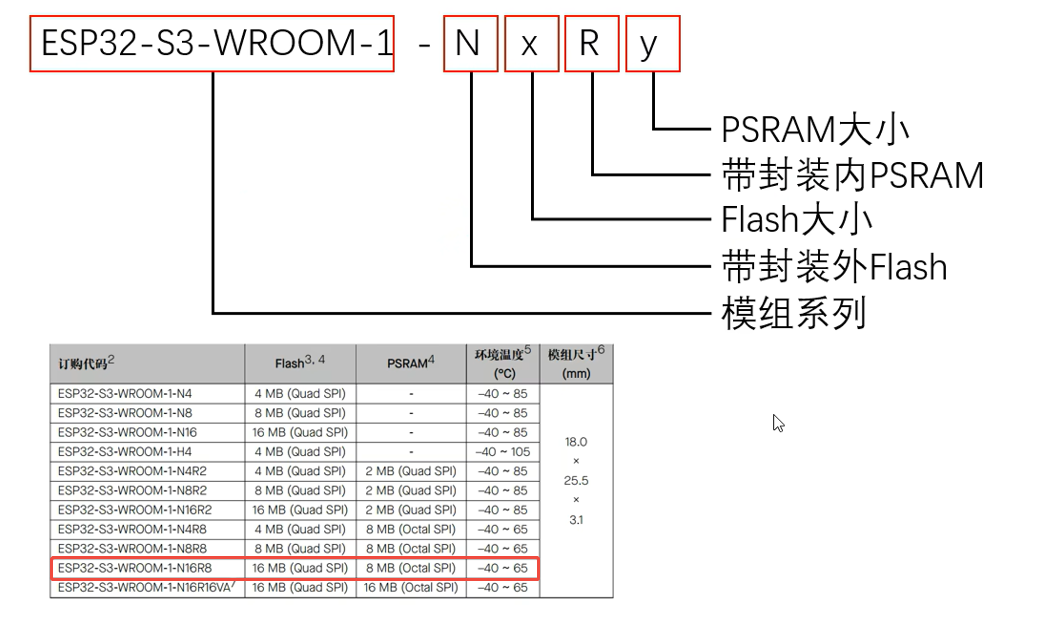 ESP32-S3-WROOM-1 - N x R y
PSRAM大小
带封装内PSRAM
Flash大小
带封装外Flash
模组系列
订购代码2 Flash3, 4 PSRAM4 环境温度5 (°C) 模组尺寸6 (mm)
ESP32-S3-WROOM-1-N4 4 MB (Quad SPI) - –40 ~ 85
ESP32-S3-WROOM-1-N8 8 MB (Quad SPI) - –40 ~ 85
ESP32-S3-WROOM-1-N16 16 MB (Quad SPI) - –40 ~ 85
ESP32-S3-WROOM-1-H4 4 MB (Quad SPI) - –40 ~ 105
ESP32-S3-WROOM-1-N4R2 4 MB (Quad SPI) 2 MB (Quad SPI) –40 ~ 85
ESP32-S3-WROOM-1-N8R2 8 MB (Quad SPI) 2 MB (Quad SPI) –40 ~ 85
ESP32-S3-WROOM-1-N16R2 16 MB (Quad SPI) 2 MB (Quad SPI) –40 ~ 85
ESP32-S3-WROOM-1-N4R8 4 MB (Quad SPI) 8 MB (Octal SPI) –40 ~ 65
ESP32-S3-WROOM-1-N8R8 8 MB (Quad SPI) 8 MB (Octal SPI) –40 ~ 65
ESP32-S3-WROOM-1-N16R8 16 MB (Quad SPI) 8 MB (Octal SPI) –40 ~ 65
ESP32-S3-WROOM-1-N16R16VA7 16 MB (Quad SPI) 16 MB (Octal SPI) –40 ~ 65
18.0
×
25.5
×
3.1